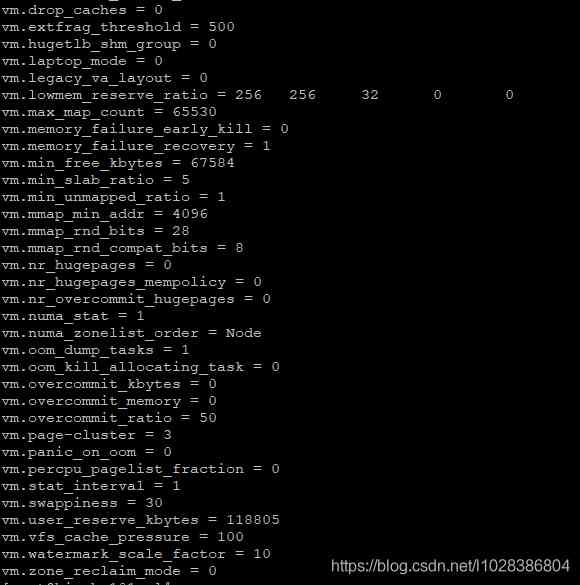 vm.drop_caches = 0
vm.extfrag_threshold = 500
vm.hugetlb_shm_group = 0
vm.laptop_mode = 0
vm.legacy_va_layout = 0
vm.lowmem_reserve_ratio = 256 256 32 0 0
vm.max_map_count = 65530
vm.memory_failure_early_kill = 0
vm.memory_failure_recovery = 1
vm.min_free_kbytes = 67584
vm.min_slab_ratio = 5
vm.min_unmapped_ratio = 1
vm.mmap_min_addr = 4096
vm.mmap_rnd_bits = 28
vm.mmap_rnd_compat_bits = 8
vm.nr_hugepages = 0
vm.nr_hugepages_mempolicy = 0
vm.nr_overcommit_hugepages = 0
vm.numa_stat = 1
vm.numa_zonelist_order = Node
vm.oom_dump_tasks = 1
vm.oom_kill_allocating_task = 0
vm.overcommit_kbytes = 0
vm.overcommit_memory = 0
vm.overcommit_ratio = 50
vm.page-cluster = 3
vm.panic_on_oom = 0
vm.percpu_pagelist_fraction = 0
vm.stat_interval = 1
vm.swappiness = 30
vm.user_reserve_kbytes = 118805
vm.vfs_cache_pressure = 100
vm.watermark_scale_factor = 10
vm.zone_reclaim_mode = 0
https://blog.csdn.net/l1028386804